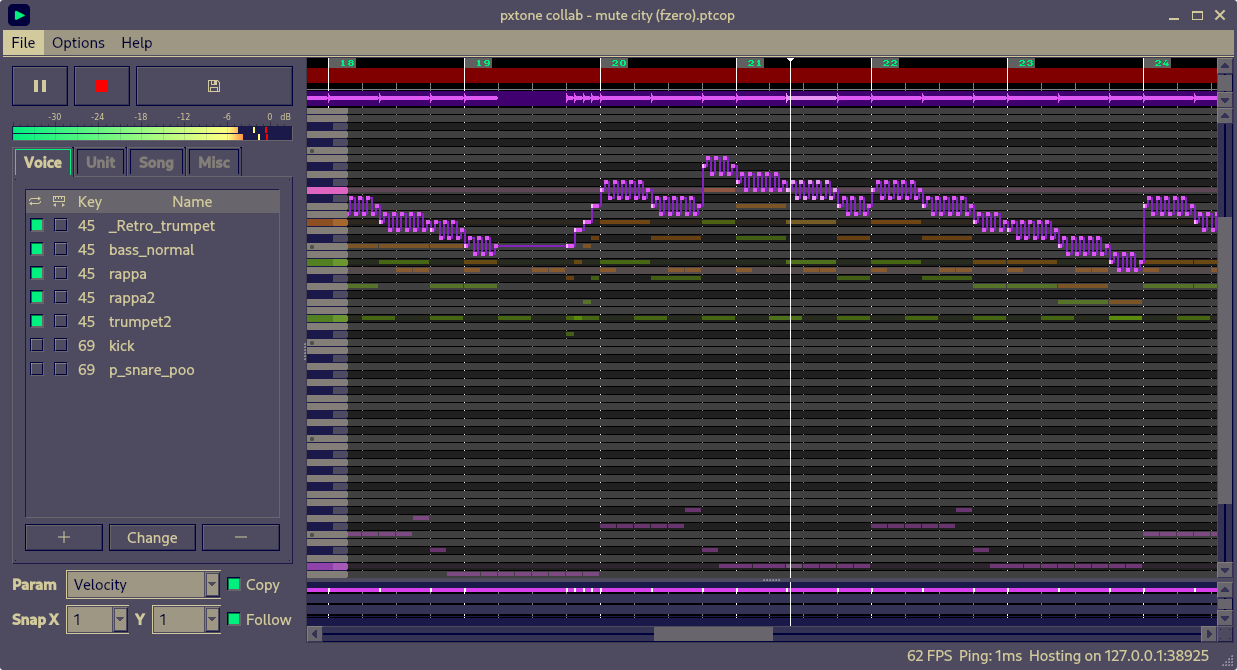 pxtone collab - mute city (fzero).ptcop
File Options Help
18 19 20 21 22 23 24
-30 -24 -18 -12 -6 0 dB
Voice Unit Song Misc
Key Name
45 _Retro_trumpet
45 bass_normal
45 rappa
45 rappa2
45 trumpet2
69 kick
69 p_snare_poo
+ Change −
Param Velocity Copy
Snap X 1 Y 1 Follow
62 FPS Ping: 1ms Hosting on 127.0.0.1:38925